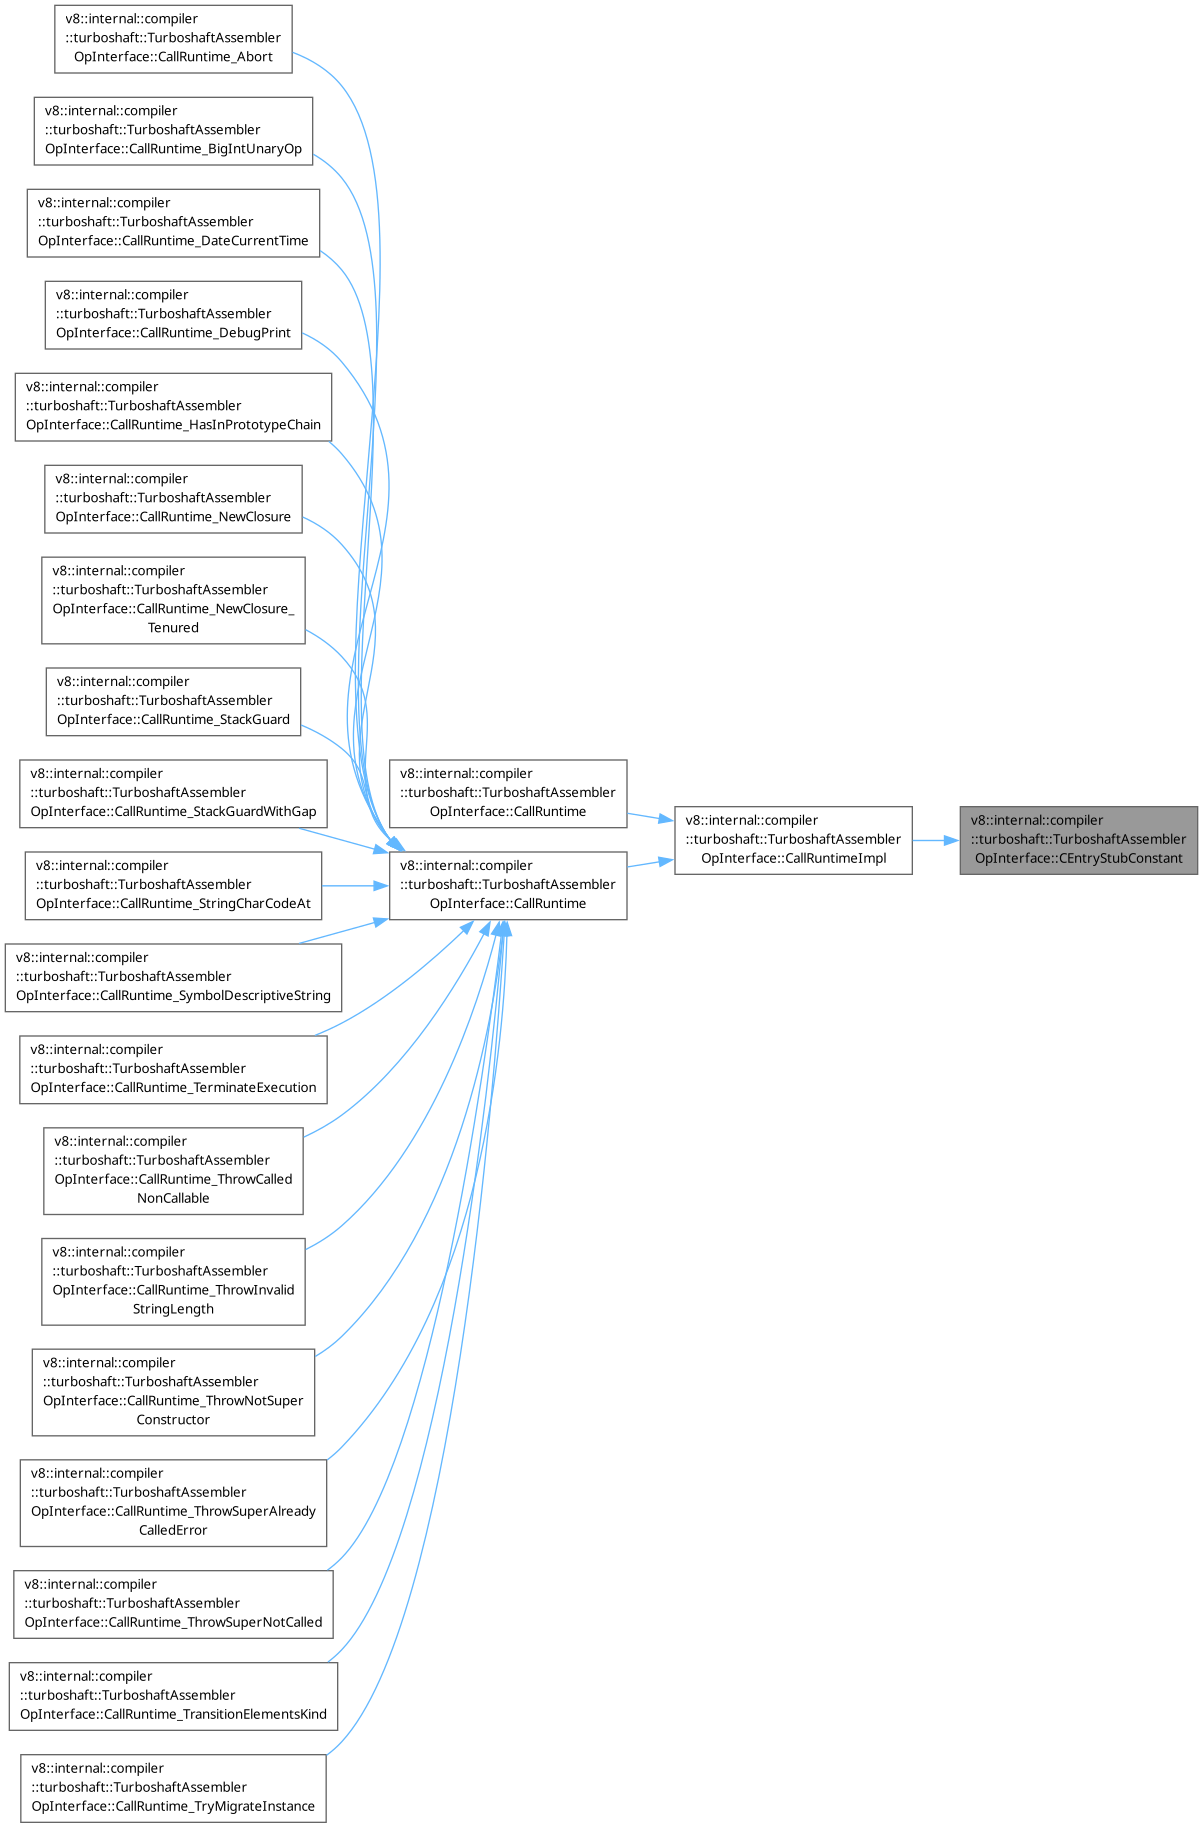 v8::internal::compiler
::turboshaft::TurboshaftAssembler
OpInterface::CallRuntime_Abort
v8::internal::compiler
::turboshaft::TurboshaftAssembler
OpInterface::CallRuntime_BigIntUnaryOp
v8::internal::compiler
::turboshaft::TurboshaftAssembler
OpInterface::CallRuntime_DateCurrentTime
v8::internal::compiler
::turboshaft::TurboshaftAssembler
OpInterface::CallRuntime_DebugPrint
v8::internal::compiler
::turboshaft::TurboshaftAssembler
OpInterface::CallRuntime_HasInPrototypeChain
v8::internal::compiler
::turboshaft::TurboshaftAssembler
OpInterface::CallRuntime_NewClosure
v8::internal::compiler
::turboshaft::TurboshaftAssembler
OpInterface::CallRuntime_NewClosure_
Tenured
v8::internal::compiler
::turboshaft::TurboshaftAssembler
OpInterface::CallRuntime_StackGuard
v8::internal::compiler
::turboshaft::TurboshaftAssembler
OpInterface::CallRuntime_StackGuardWithGap
v8::internal::compiler
::turboshaft::TurboshaftAssembler
OpInterface::CallRuntime_StringCharCodeAt
v8::internal::compiler
::turboshaft::TurboshaftAssembler
OpInterface::CallRuntime_SymbolDescriptiveString
v8::internal::compiler
::turboshaft::TurboshaftAssembler
OpInterface::CallRuntime_TerminateExecution
v8::internal::compiler
::turboshaft::TurboshaftAssembler
OpInterface::CallRuntime_ThrowCalled
NonCallable
v8::internal::compiler
::turboshaft::TurboshaftAssembler
OpInterface::CallRuntime_ThrowInvalid
StringLength
v8::internal::compiler
::turboshaft::TurboshaftAssembler
OpInterface::CallRuntime_ThrowNotSuper
Constructor
v8::internal::compiler
::turboshaft::TurboshaftAssembler
OpInterface::CallRuntime_ThrowSuperAlready
CalledError
v8::internal::compiler
::turboshaft::TurboshaftAssembler
OpInterface::CallRuntime_ThrowSuperNotCalled
v8::internal::compiler
::turboshaft::TurboshaftAssembler
OpInterface::CallRuntime_TransitionElementsKind
v8::internal::compiler
::turboshaft::TurboshaftAssembler
OpInterface::CallRuntime_TryMigrateInstance
v8::internal::compiler
::turboshaft::TurboshaftAssembler
OpInterface::CallRuntime
v8::internal::compiler
::turboshaft::TurboshaftAssembler
OpInterface::CallRuntime
v8::internal::compiler
::turboshaft::TurboshaftAssembler
OpInterface::CallRuntimeImpl
v8::internal::compiler
::turboshaft::TurboshaftAssembler
OpInterface::CEntryStubConstant